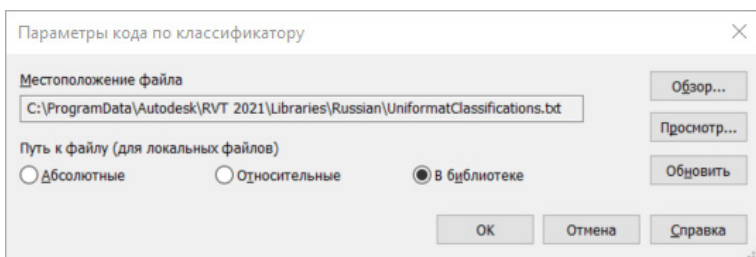 Параметры кода по классификатору
Местоположение файла
Обзор...
C:\ProgramData\Autodesk\RVT 2021\Libraries\Russian\UniformatClassifications.txt
Просмотр...
Путь к файлу (для локальных файлов)
Абсолютные Относительные В библиотеке
Обновить
ОК Отмена Справка